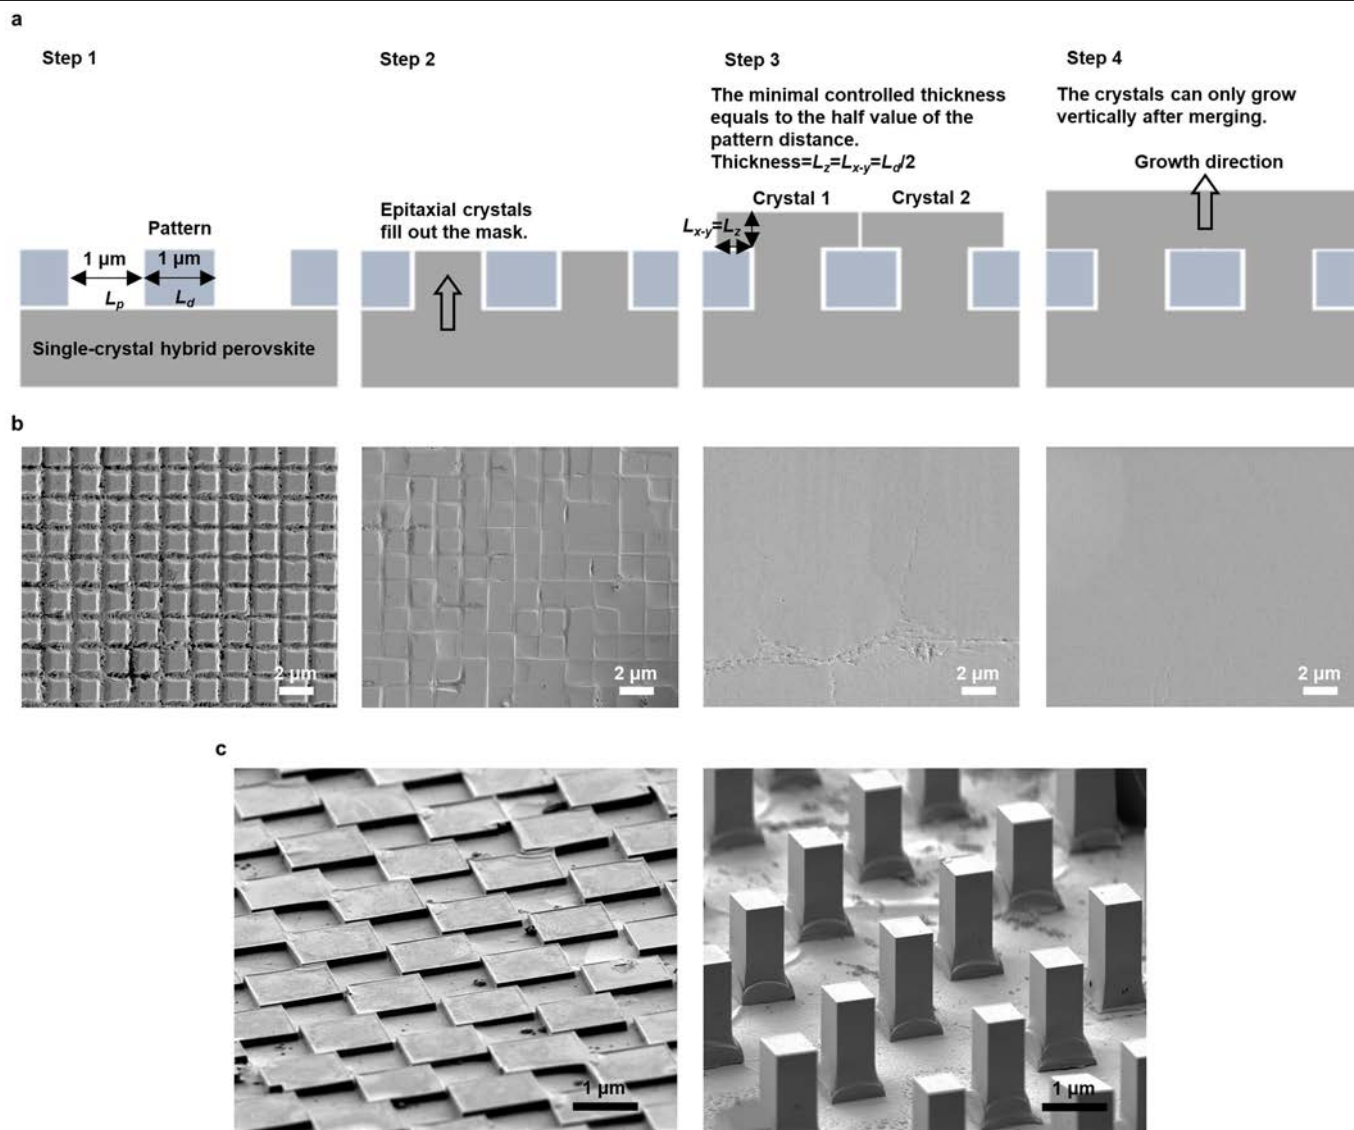 a
Step 1
Step 2
Step 3
Step 4
The minimal controlled thickness
equals to the half value of the
pattern distance.
Thickness=Lz=Lx-y=Ld/2
The crystals can only grow
vertically after merging.
Growth direction
Crystal 1
Crystal 2
Lx-y=Lz
Epitaxial crystals
fill out the mask.
Pattern
1 μm
1 μm
Lp
Ld
Single-crystal hybrid perovskite
b
2 μm
2 μm
2 μm
2 μm
c
1 μm
1 μm